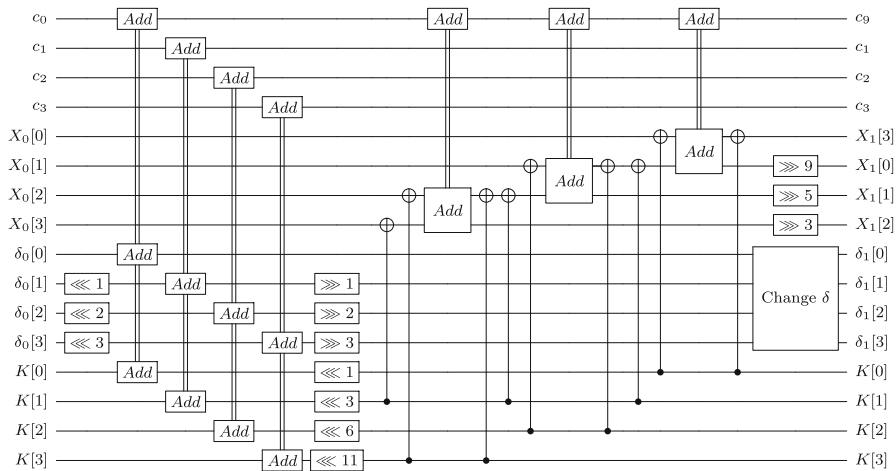 c₀ Add Add Add Add c₉
c₁ Add c₁
c₂ Add c₂
c₃ Add c₃
X₀[0] X₁[3]
Add
X₀[1] ⋙ 9 X₁[0]
Add
X₀[2] ⋙ 5 X₁[1]
Add
X₀[3] ⋙ 3 X₁[2]
δ₀[0] Add δ₁[0]
δ₀[1] ⋘ 1 Add ⋙ 1 δ₁[1]
Change δ
δ₀[2] ⋘ 2 Add ⋙ 2 δ₁[2]
δ₀[3] ⋘ 3 Add ⋙ 3 δ₁[3]
K[0] Add ⋘ 1 K[0]
K[1] Add ⋘ 3 K[1]
K[2] Add ⋘ 6 K[2]
K[3] Add ⋘ 11 K[3]